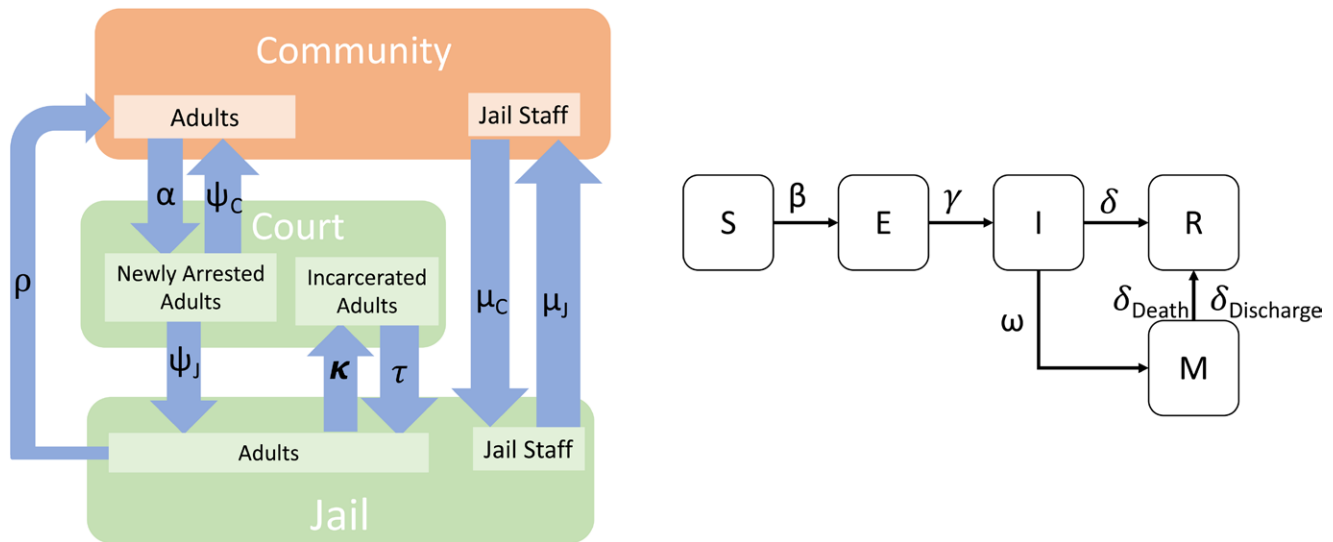 Community
Adults
Jail Staff
α
ψC
Court
Newly Arrested
Adults
Incarcerated
Adults
ρ
μC
μJ
ψJ
κ
τ
Adults
Jail Staff
Jail
S
β
E
γ
I
δ
R
ω
δDeath
δDischarge
M